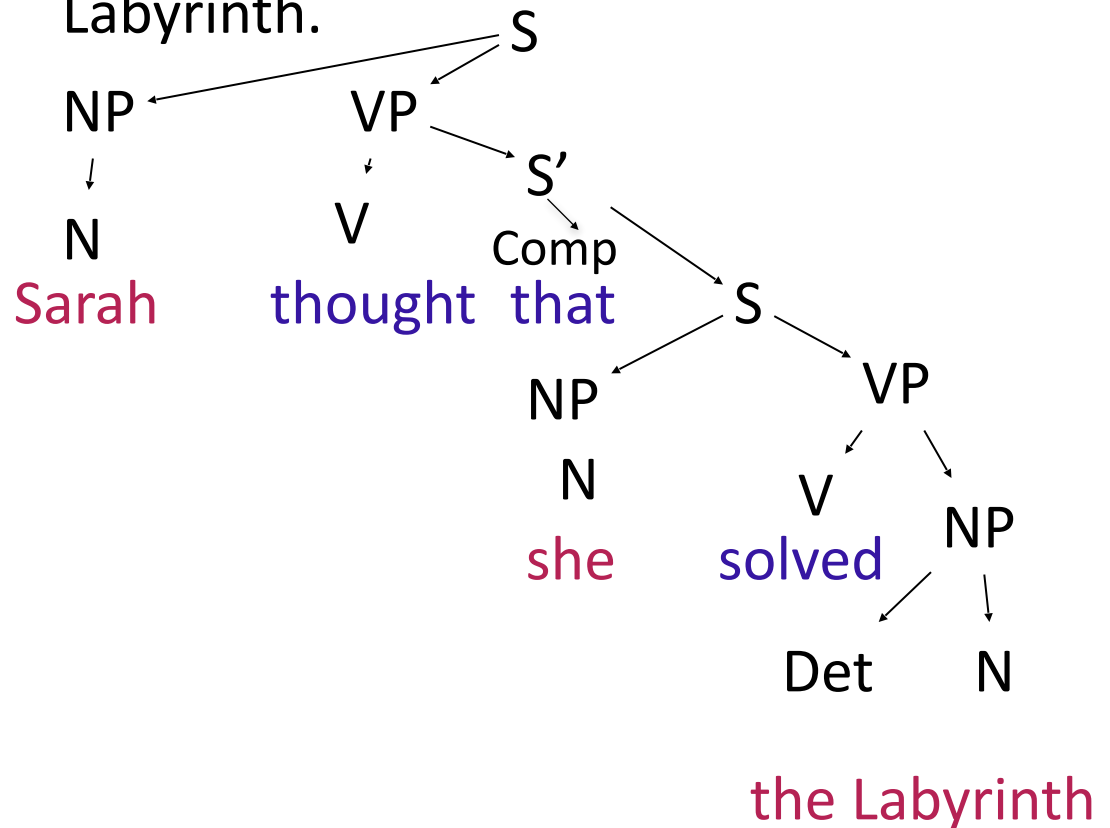 Labyrinth.
S
NP VP
S’
N V
Comp
Sarah thought that S
NP VP
N
V
NP
she solved
Det N
the Labyrinth